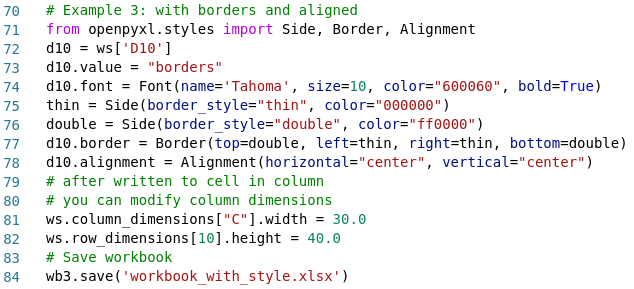 70 # Example 3: with borders and aligned
71 from openpyxl.styles import Side, Border, Alignment
72 d10 = ws['D10']
73 d10.value = "borders"
74 d10.font = Font(name='Tahoma', size=10, color="600060", bold=True)
75 thin = Side(border_style="thin", color="000000")
76 double = Side(border_style="double", color="ff0000")
77 d10.border = Border(top=double, left=thin, right=thin, bottom=double)
78 d10.alignment = Alignment(horizontal="center", vertical="center")
79 # after written to cell in column
80 # you can modify column dimensions
81 ws.column_dimensions["C"].width = 30.0
82 ws.row_dimensions[10].height = 40.0
83 # Save workbook
84 wb3.save('workbook_with_style.xlsx')